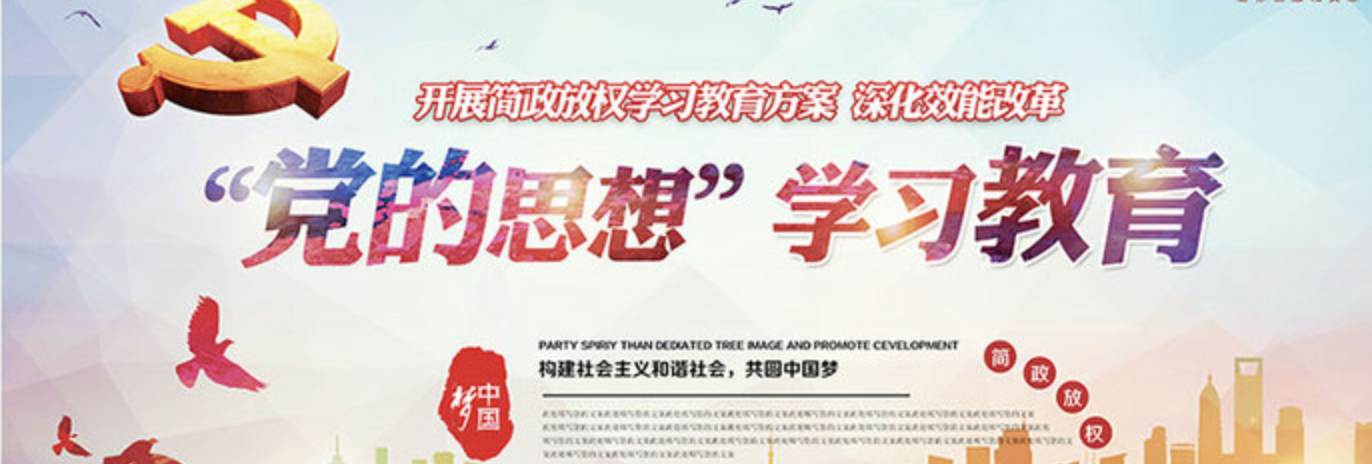 开展简政放权学习教育方案 深化效能改革
“党的思想”学习教育
PARTY SPIRIY THAN DEDIATED TREE IMAGE AND PROMOTE CEVELOPMENT
构建社会主义和谐社会，共圆中国梦
中国梦
简政放权